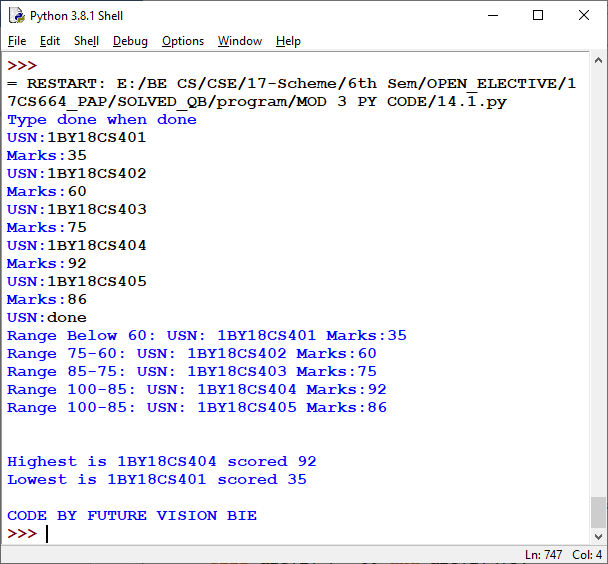 Python 3.8.1 Shell
File Edit Shell Debug Options Window Help
>>>
= RESTART: E:/BE CS/CSE/17-Scheme/6th Sem/OPEN_ELECTIVE/1
7CS664_PAP/SOLVED_QB/program/MOD 3 PY CODE/14.1.py
Type done when done
USN:1BY18CS401
Marks:35
USN:1BY18CS402
Marks:60
USN:1BY18CS403
Marks:75
USN:1BY18CS404
Marks:92
USN:1BY18CS405
Marks:86
USN:done
Range Below 60: USN: 1BY18CS401 Marks:35
Range 75-60: USN: 1BY18CS402 Marks:60
Range 85-75: USN: 1BY18CS403 Marks:75
Range 100-85: USN: 1BY18CS404 Marks:92
Range 100-85: USN: 1BY18CS405 Marks:86
Highest is 1BY18CS404 scored 92
Lowest is 1BY18CS401 scored 35
CODE BY FUTURE VISION BIE
>>>
Ln: 747 Col: 4